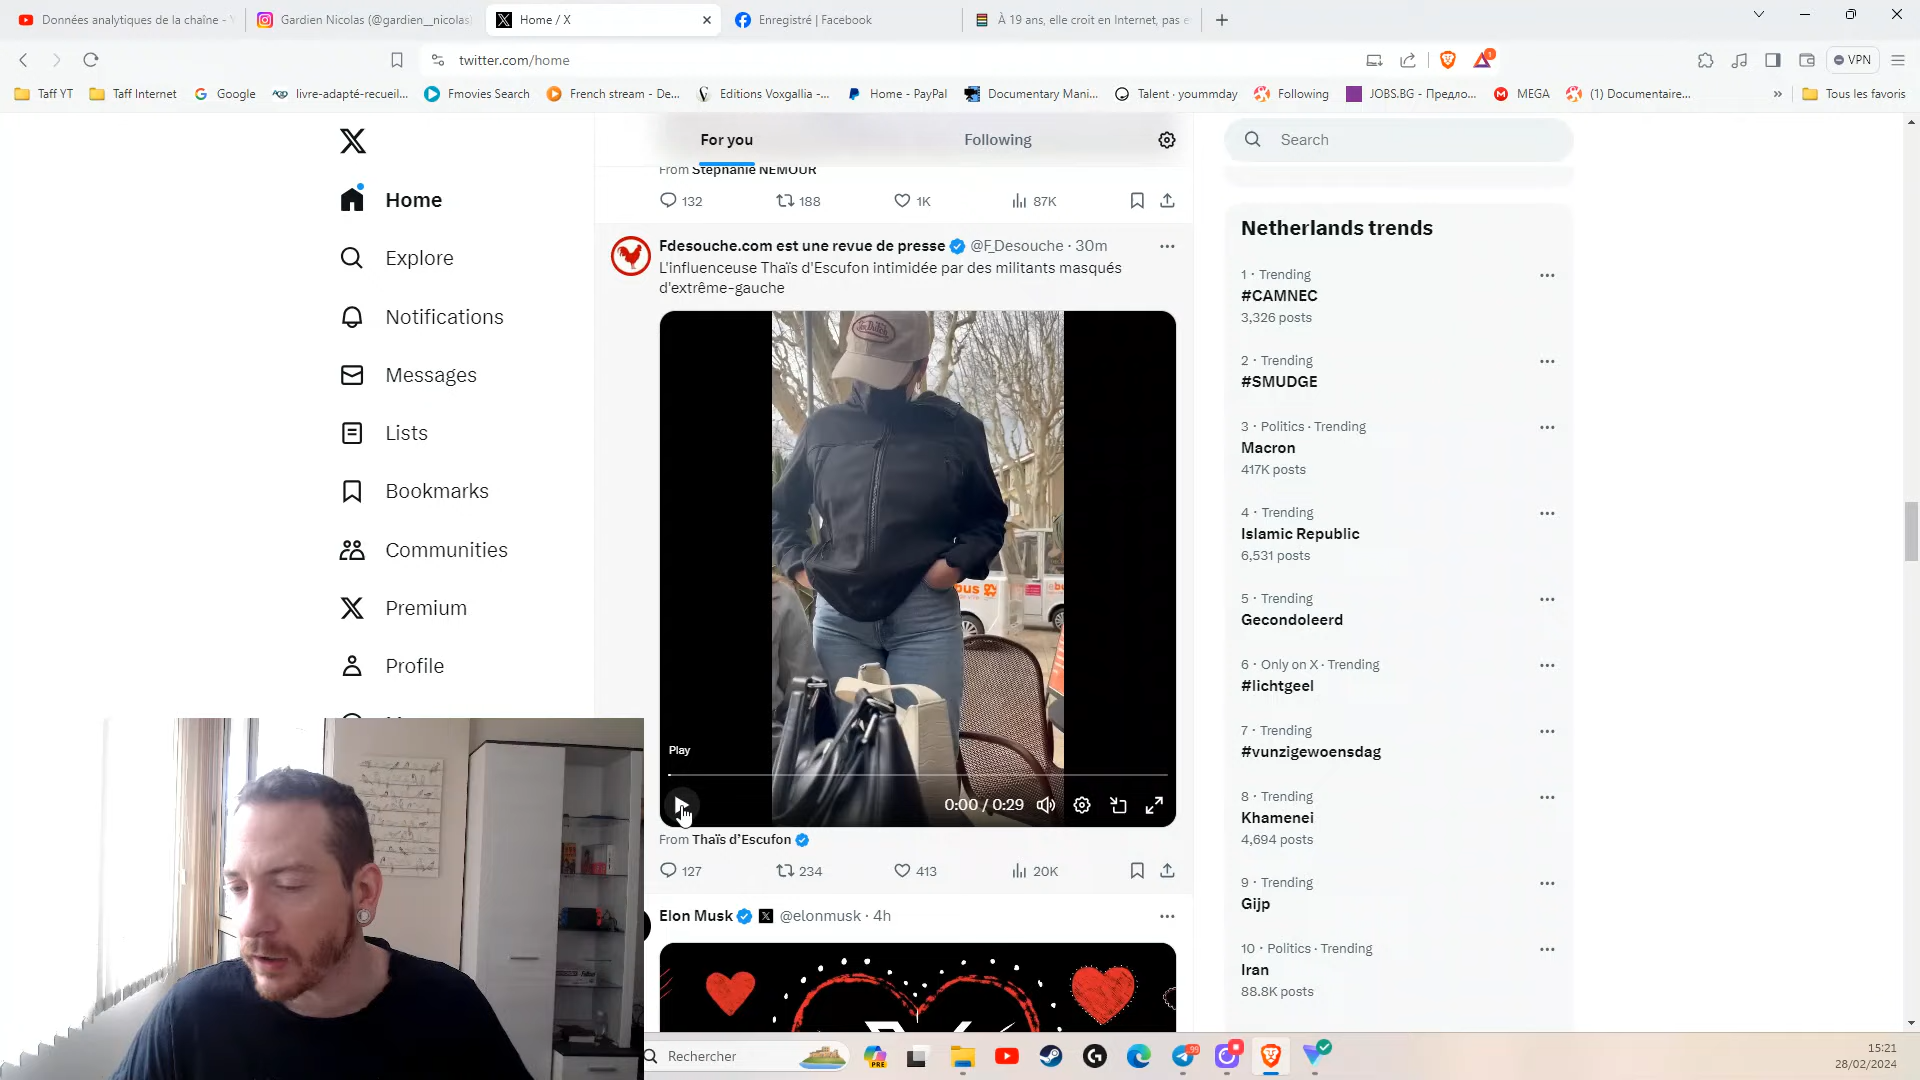 Données analytiques de la chaîne -
Gardien Nicolas (@gardien__nicolas
Home / X
Enregistré | Facebook
À 19 ans, elle croit en Internet, pas e
twitter.com/home
1
VPN
Taff YT
Taff Internet
Google
livre-adapté-recueil...
Fmovies Search
French stream - De...
Editions Voxgallia -...
Home - PayPal
Documentary Mani...
Talent · yoummday
Following
JOBS.BG - Предло...
MEGA
(1) Documentaire...
Tous les favoris
Home
Explore
Notifications
Messages
Lists
Bookmarks
Communities
Premium
Profile
For you
Following
From Stephanie NEMOUR
132
188
1K
87K
Fdesouche.com est une revue de presse @F_Desouche · 30m
L'influenceuse Thaïs d'Escufon intimidée par des militants masqués
d'extrême-gauche
Von Dutch
bus
Play
0:00 / 0:29
From Thaïs d'Escufon
127
234
413
20K
Elon Musk @elonmusk · 4h
Search
Netherlands trends
1 · Trending
#CAMNEC
3,326 posts
2 · Trending
#SMUDGE
3 · Politics · Trending
Macron
417K posts
4 · Trending
Islamic Republic
6,531 posts
5 · Trending
Gecondoleerd
6 · Only on X · Trending
#lichtgeel
7 · Trending
#vunzigewoensdag
8 · Trending
Khamenei
4,694 posts
9 · Trending
Gijp
10 · Politics · Trending
Iran
88.8K posts
Rechercher
PRE
99
15:21
28/02/2024